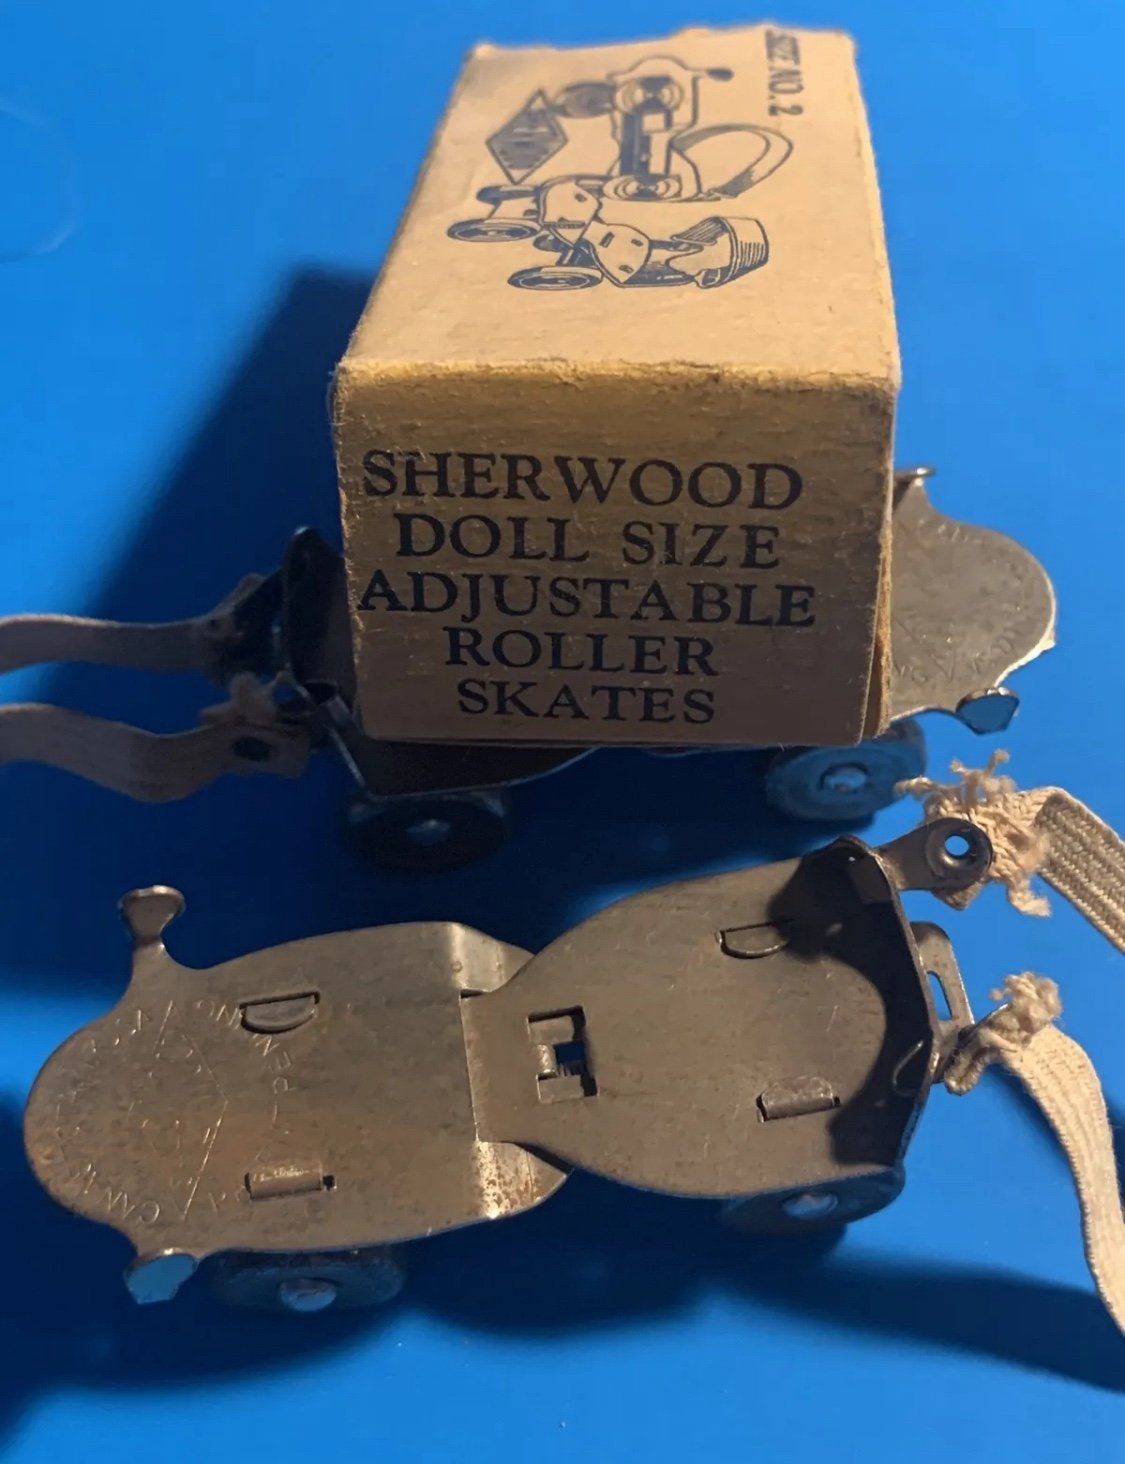 SIZE NO. 2
SHERWOOD
DOLL SIZE
ADJUSTABLE
ROLLER
SKATES